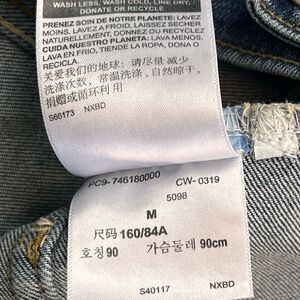 WASH LESS, WASH COLD, LINE DRY,
DONATE OR RECYCLE
PRENEZ SOIN DE NOTRE PLANETE: LAVEZ
MOINS, LAVEZ A FROID, LAISSEZ SECHER
NATURELLEMENT, DONNEZ OU RECYCLEZ.
CUIDA NUESTRO PLANETA: LAVA MENOS,
LAVA EN FRIO, TIENDE LA ROPA, DONA O
RECICLA.
关爱我们的地球: 请尽量减少
洗涤次数, 常温洗涤, 自然晾干,
捐赠或循环利用
S66173 NXBD
PC9-746180000 CW-0319
5098
M
尺码 160/84A
호칭 90 가슴둘레 90cm
S40117 NXBD